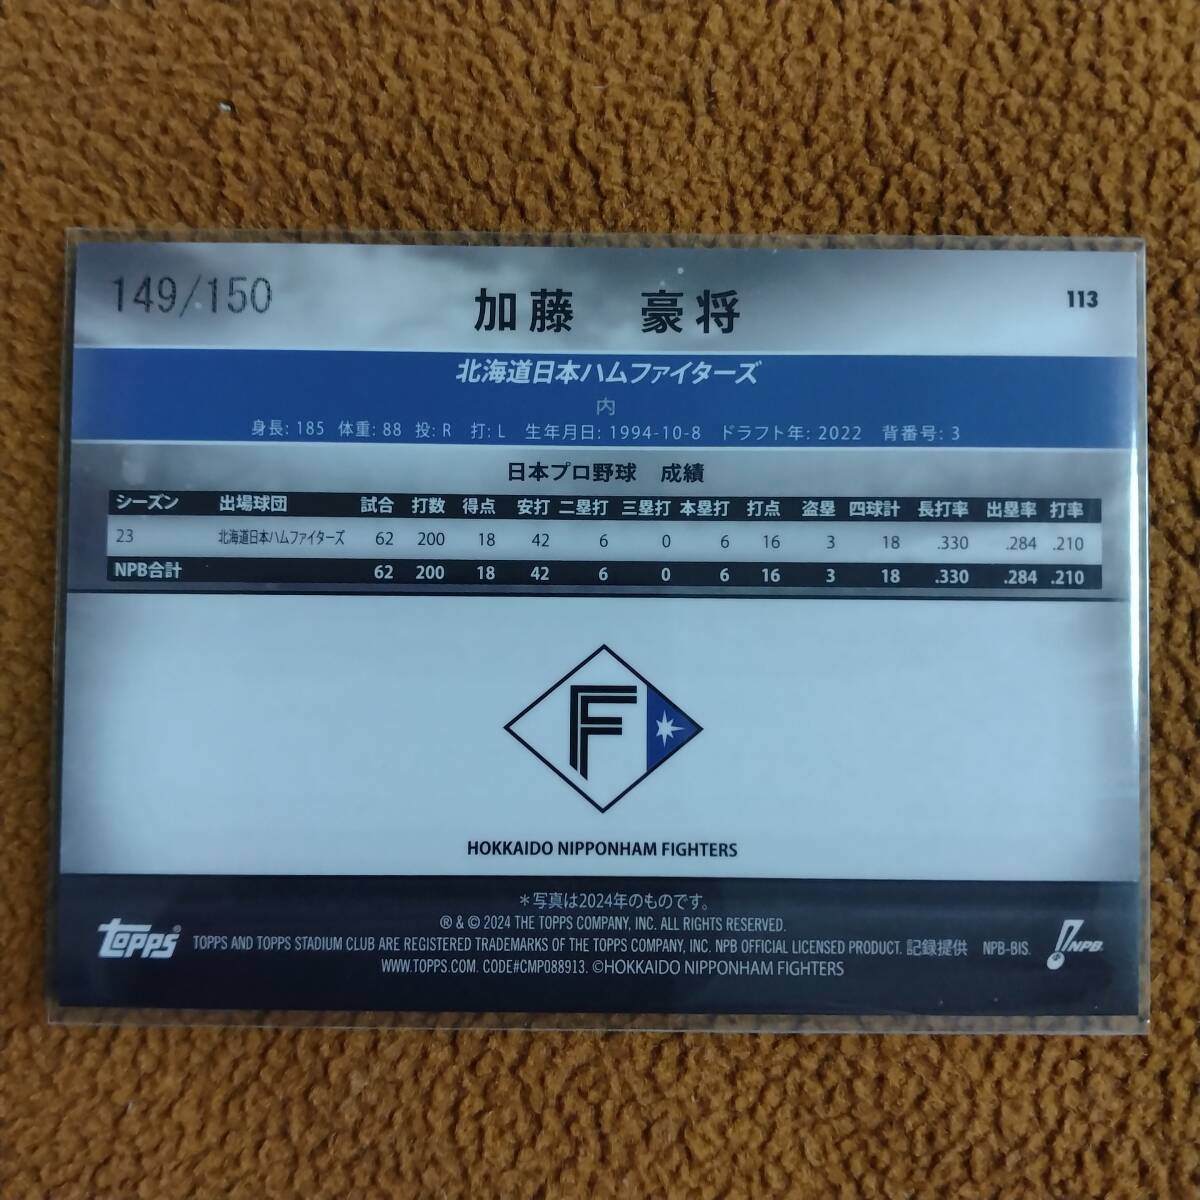 149/150
加藤 豪将
113
北海道日本ハムファイターズ
内
身長: 185 体重: 88 投: R 打: L 生年月日: 1994-10-8 ドラフト年: 2022 背番号: 3
日本プロ野球 成績
シーズン 出場球団 試合 打数 得点 安打 二塁打 三塁打 本塁打 打点 盗塁 四球計 長打率 出塁率 打率
23 北海道日本ハムファイターズ 62 200 18 42 6 0 6 16 3 18 .330 .284 .210
NPB合計 62 200 18 42 6 0 6 16 3 18 .330 .284 .210
F
HOKKAIDO NIPPONHAM FIGHTERS
＊写真は2024年のものです。
® & © 2024 THE TOPPS COMPANY, INC. ALL RIGHTS RESERVED.
topps® TOPPS AND TOPPS STADIUM CLUB ARE REGISTERED TRADEMARKS OF THE TOPPS COMPANY, INC. NPB OFFICIAL LICENSED PRODUCT. 記録提供 NPB-BIS. NPB
WWW.TOPPS.COM. CODE#CMP088913. ©HOKKAIDO NIPPONHAM FIGHTERS